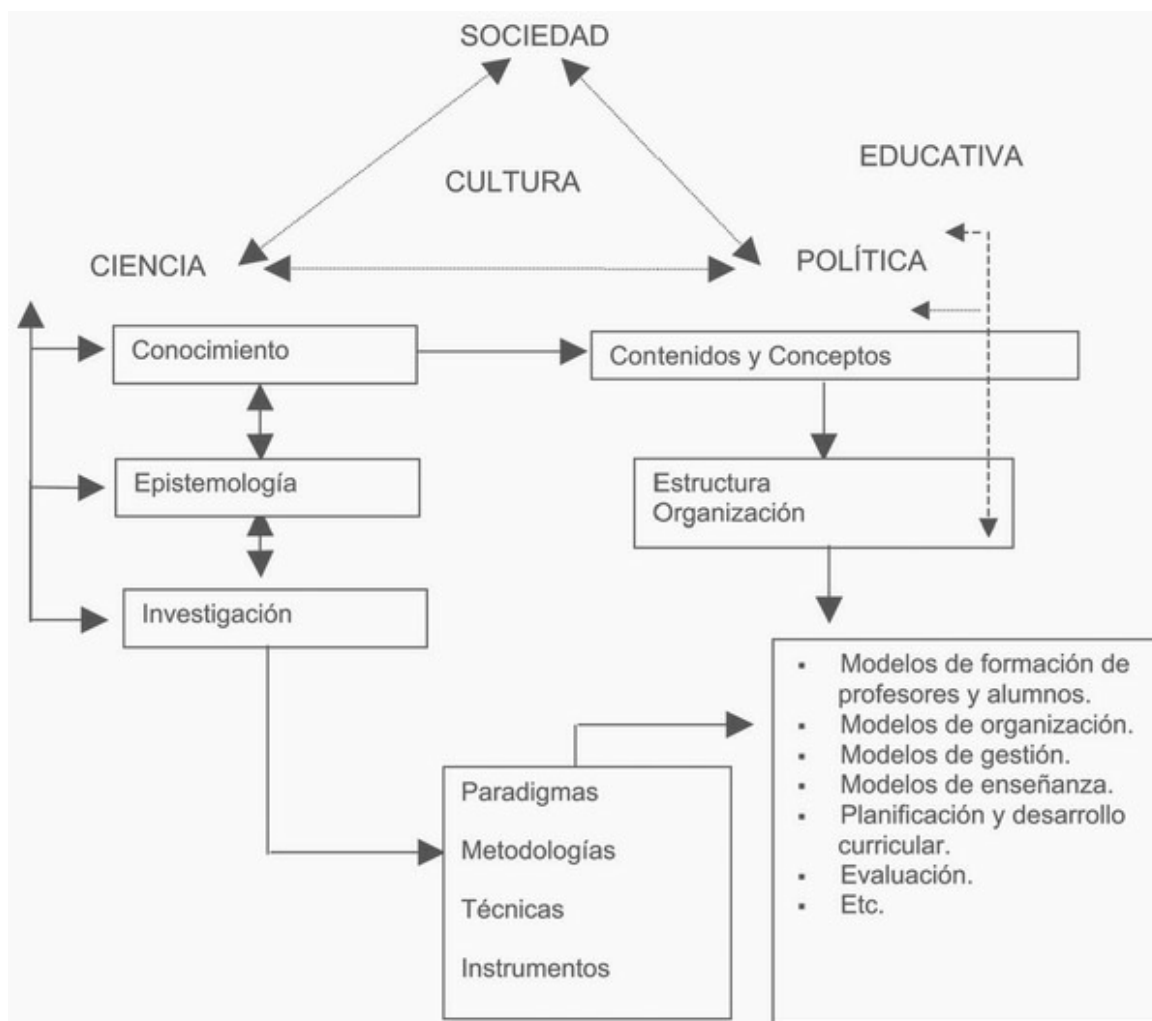 SOCIEDAD
EDUCATIVA
CULTURA
CIENCIA
POLÍTICA
Conocimiento
Contenidos y Conceptos
Epistemología
Estructura
Organización
Investigación
▪ Modelos de formación de
profesores y alumnos.
▪ Modelos de organización.
▪ Modelos de gestión.
▪ Modelos de enseñanza.
▪ Planificación y desarrollo
curricular.
▪ Evaluación.
▪ Etc.
Paradigmas
Metodologías
Técnicas
Instrumentos